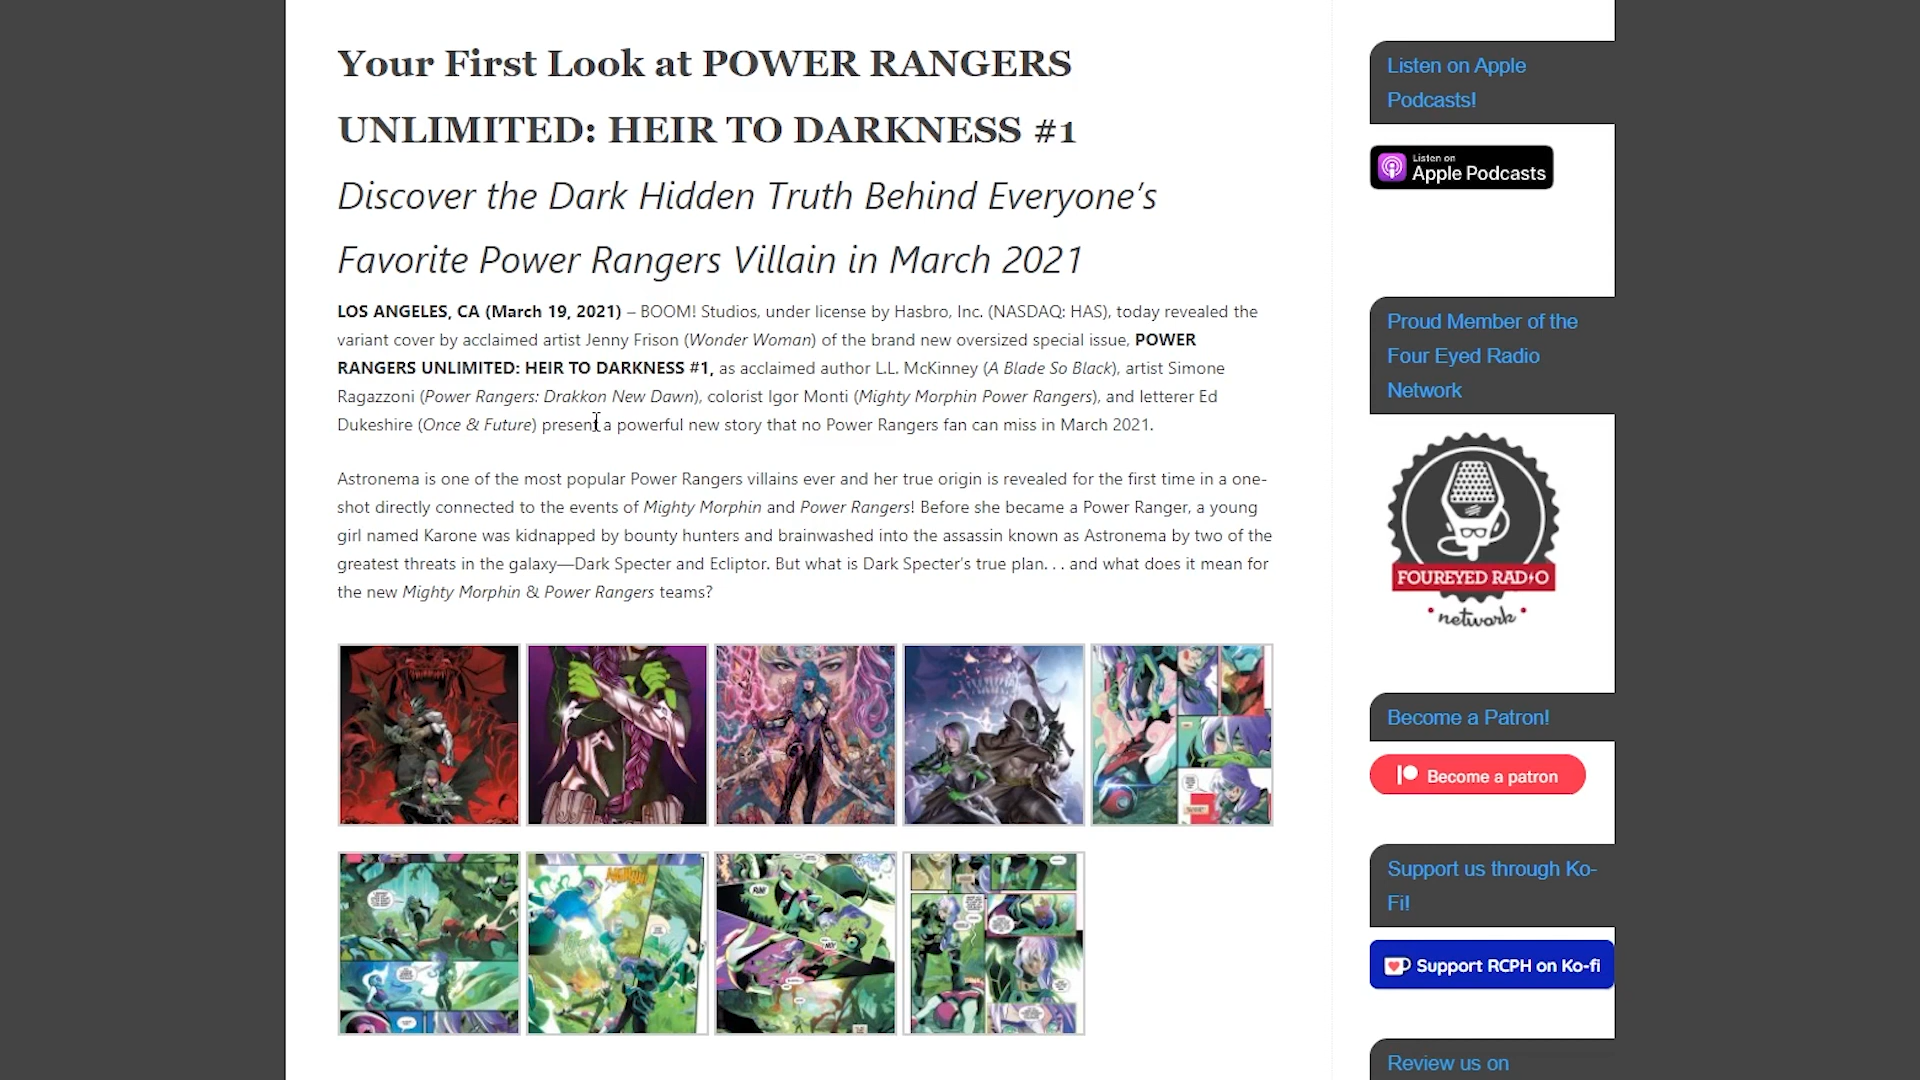 Your First Look at POWER RANGERS
UNLIMITED: HEIR TO DARKNESS #1
Discover the Dark Hidden Truth Behind Everyone’s
Favorite Power Rangers Villain in March 2021
LOS ANGELES, CA (March 19, 2021) – BOOM! Studios, under license by Hasbro, Inc. (NASDAQ: HAS), today revealed the
variant cover by acclaimed artist Jenny Frison (Wonder Woman) of the brand new oversized special issue, POWER
RANGERS UNLIMITED: HEIR TO DARKNESS #1, as acclaimed author L.L. McKinney (A Blade So Black), artist Simone
Ragazzoni (Power Rangers: Drakkon New Dawn), colorist Igor Monti (Mighty Morphin Power Rangers), and letterer Ed
Dukeshire (Once & Future) present a powerful new story that no Power Rangers fan can miss in March 2021.
Astronema is one of the most popular Power Rangers villains ever and her true origin is revealed for the first time in a one-
shot directly connected to the events of Mighty Morphin and Power Rangers! Before she became a Power Ranger, a young
girl named Karone was kidnapped by bounty hunters and brainwashed into the assassin known as Astronema by two of the
greatest threats in the galaxy—Dark Specter and Ecliptor. But what is Dark Specter’s true plan. . . and what does it mean for
the new Mighty Morphin & Power Rangers teams?
RUN!
NO!
Listen on Apple
Podcasts!
Listen on
Apple Podcasts
Proud Member of the
Four Eyed Radio
Network
FOUREYED RADIO
network
Become a Patron!
Become a patron
Support us through Ko-
Fi!
Support RCPH on Ko-fi
Review us on